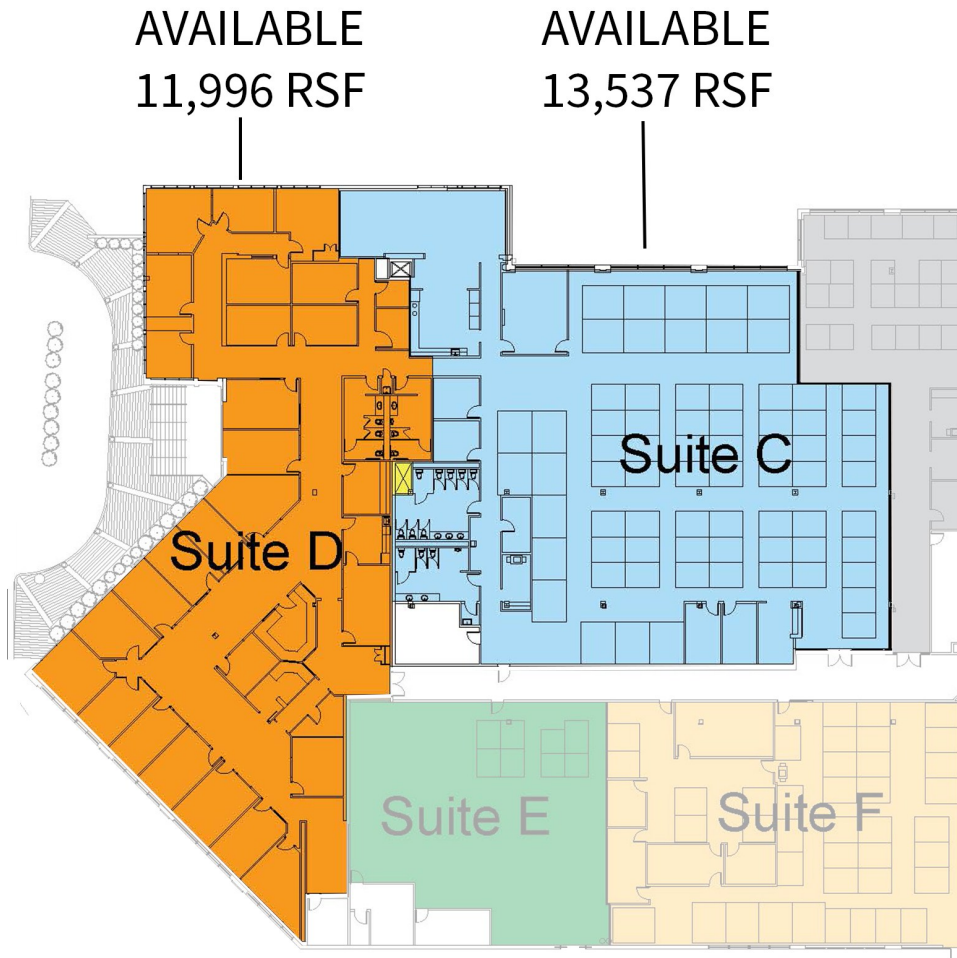 AVAILABLE
11,996 RSF
AVAILABLE
13,537 RSF
Suite C
Suite D
Suite E
Suite F